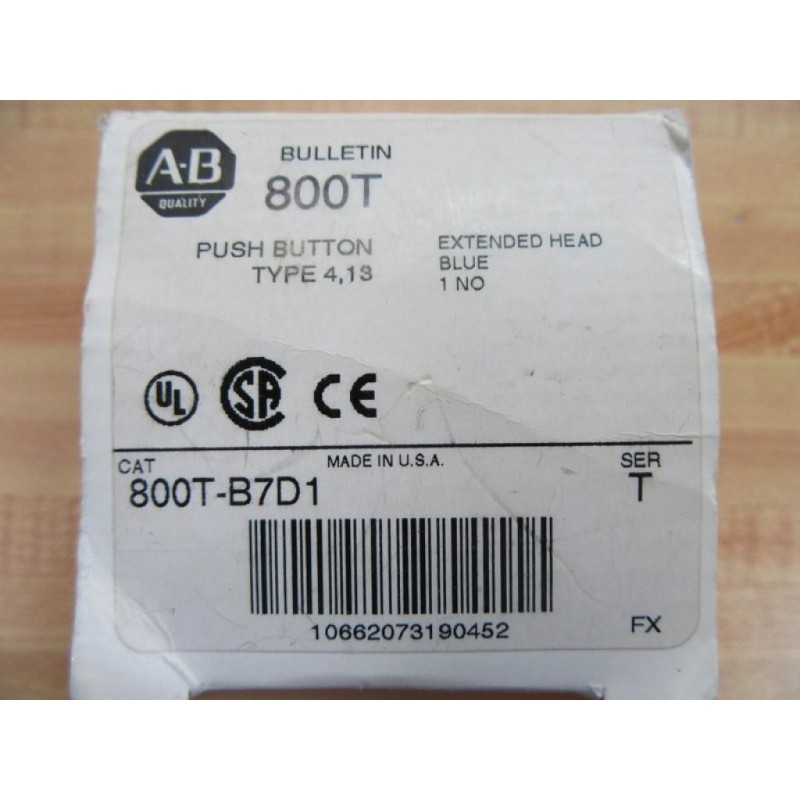 A-B
QUALITY
BULLETIN
800T
PUSH BUTTON
TYPE 4,13
EXTENDED HEAD
BLUE
1 NO
UL
SA
CE
CAT
800T-B7D1
MADE IN U.S.A.
SER
T
10662073190452
FX